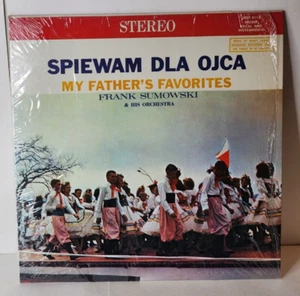 STEREO
SPIEWAM DLA OJCA
MY FATHER'S FAVORITES
FRANK SUMOWSKI
& HIS ORCHESTRA